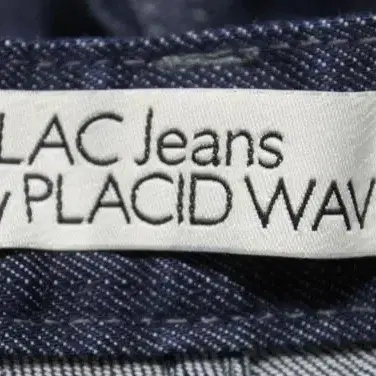 LAC Jeans
y PLACID WAV